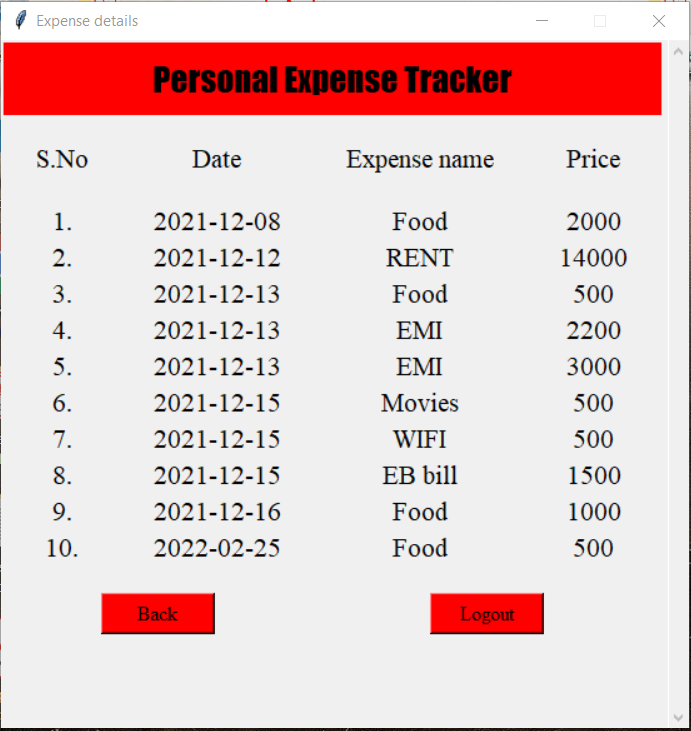 Expense details
Personal Expense Tracker
S.No Date Expense name Price
1. 2021-12-08 Food 2000
2. 2021-12-12 RENT 14000
3. 2021-12-13 Food 500
4. 2021-12-13 EMI 2200
5. 2021-12-13 EMI 3000
6. 2021-12-15 Movies 500
7. 2021-12-15 WIFI 500
8. 2021-12-15 EB bill 1500
9. 2021-12-16 Food 1000
10. 2022-02-25 Food 500
Back Logout